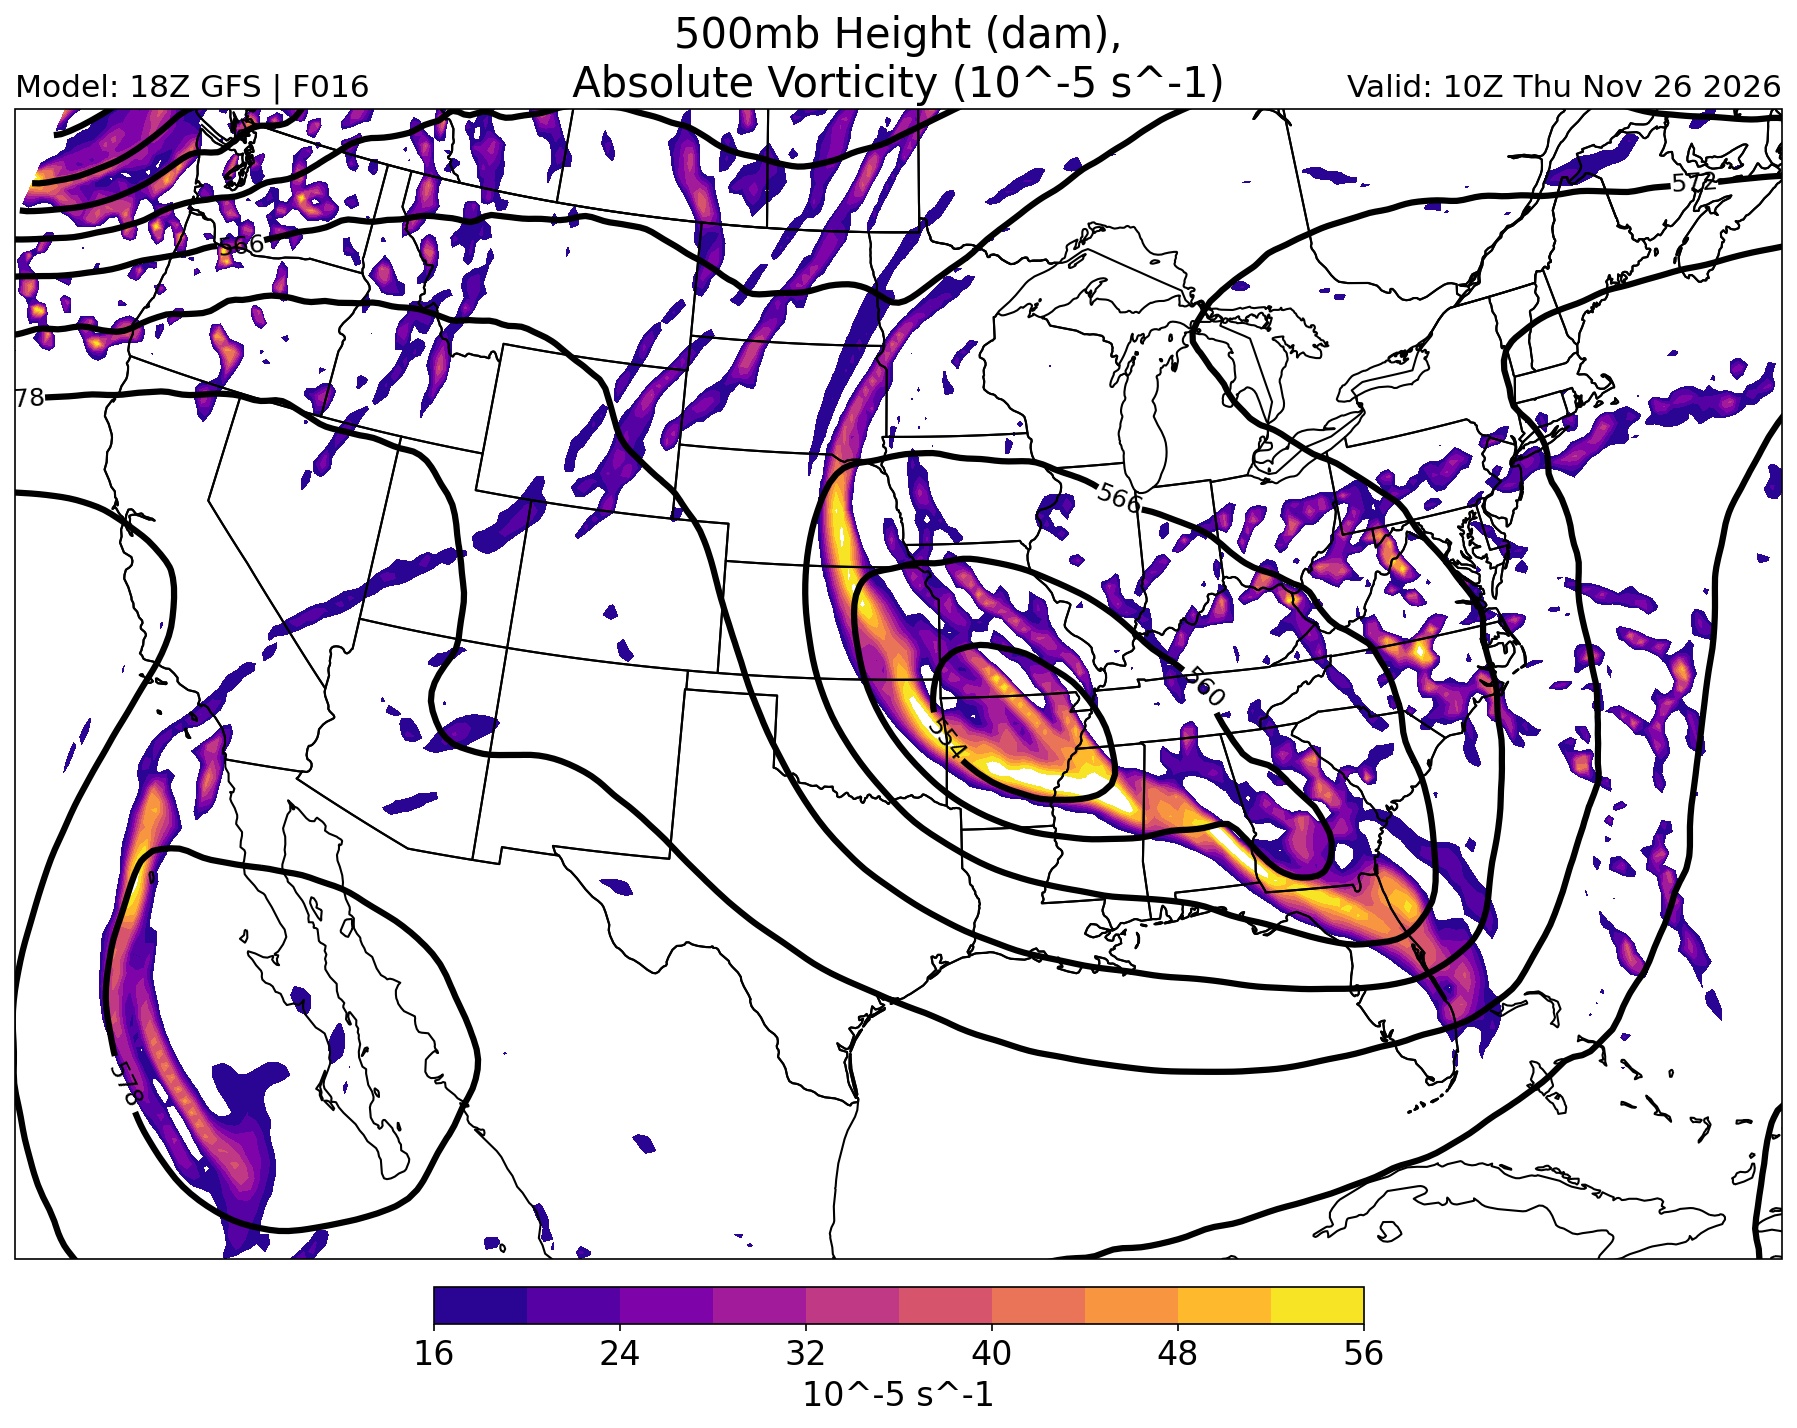 500mb Height (dam),
Absolute Vorticity (10^-5 s^-1)
Model: 18Z GFS | F016
Valid: 10Z Thu Nov 26 2026
572
566
78
566
560
554
578
16 24 32 40 48 56
10^-5 s^-1